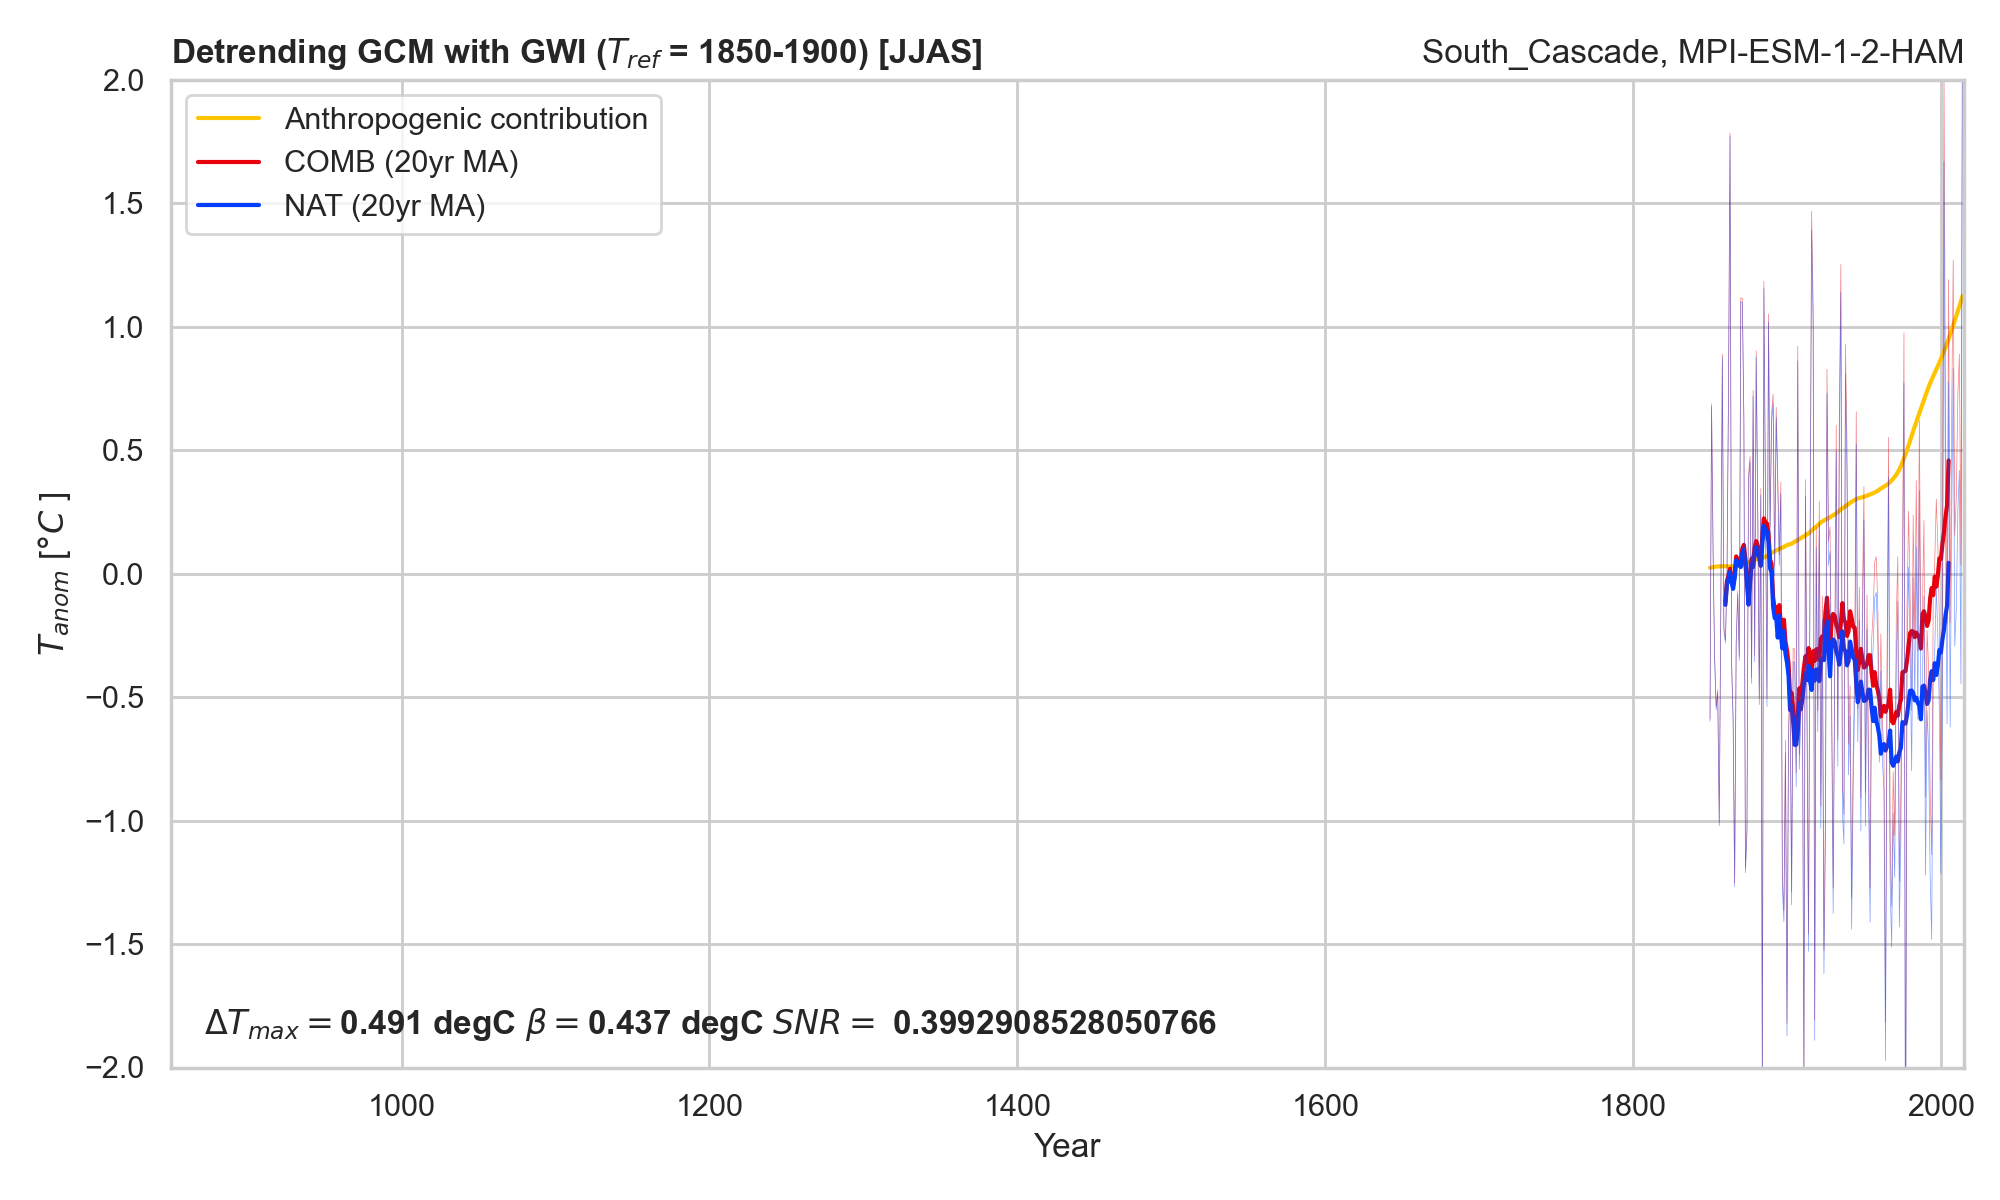 Detrending GCM with GWI (T_ref = 1850-1900) [JJAS]
South_Cascade, MPI-ESM-1-2-HAM
Anthropogenic contribution
COMB (20yr MA)
NAT (20yr MA)
2.0
1.5
1.0
0.5
0.0
−0.5
−1.0
−1.5
−2.0
T_anom [°C ]
ΔT_max = 0.491 degC β = 0.437 degC SNR = 0.3992908528050766
1000 1200 1400 1600 1800 2000
Year